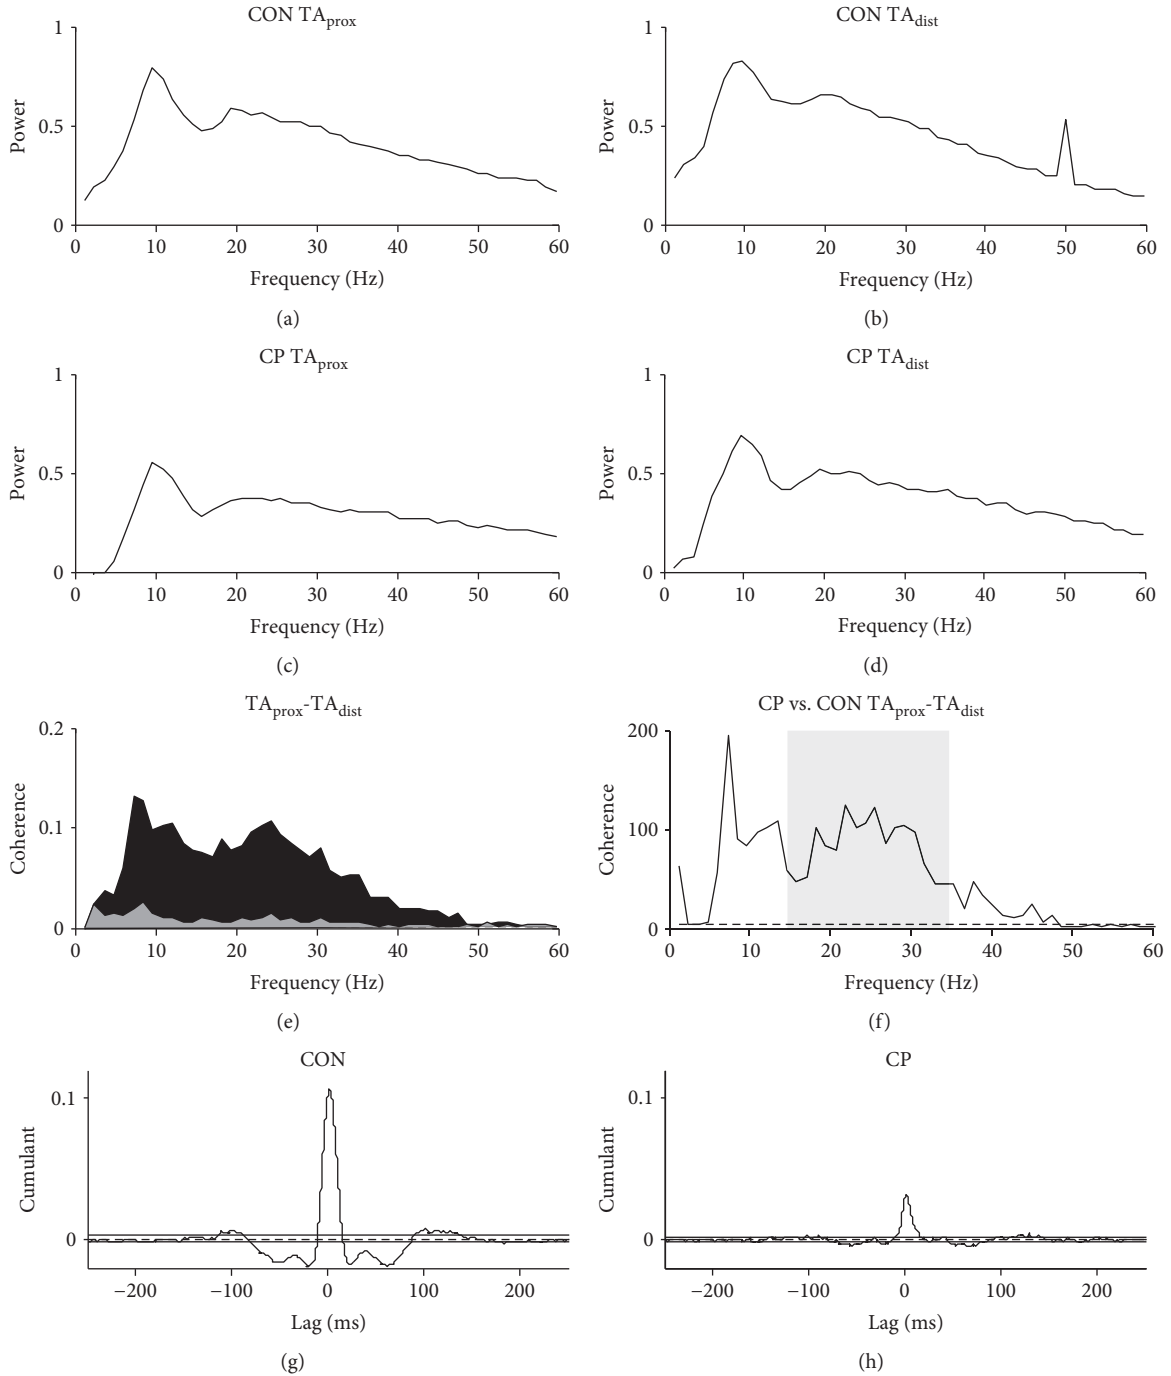 CON TAprox
CON TAdist
1
0.5
0
Power
0 10 20 30 40 50 60
Frequency (Hz)
(a)
1
0.5
0
Power
0 10 20 30 40 50 60
Frequency (Hz)
(b)
CP TAprox
1
0.5
0
Power
0 10 20 30 40 50 60
Frequency (Hz)
(c)
CP TAdist
1
0.5
0
Power
0 10 20 30 40 50 60
Frequency (Hz)
(d)
TAprox-TAdist
0.2
0.1
0
Coherence
0 10 20 30 40 50 60
Frequency (Hz)
(e)
CP vs. CON TAprox-TAdist
200
100
0
Coherence
0 10 20 30 40 50 60
Frequency (Hz)
(f)
CON
0.1
0
Cumulant
−200 −100 0 100 200
Lag (ms)
(g)
CP
0.1
0
Cumulant
−200 −100 0 100 200
Lag (ms)
(h)